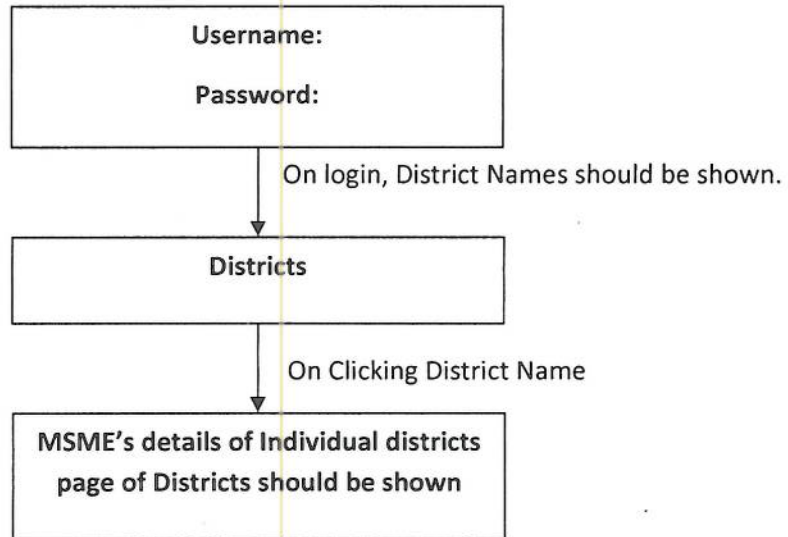 Username:
Password:
On login, District Names should be shown.
Districts
On Clicking District Name
MSME's details of Individual districts
page of Districts should be shown